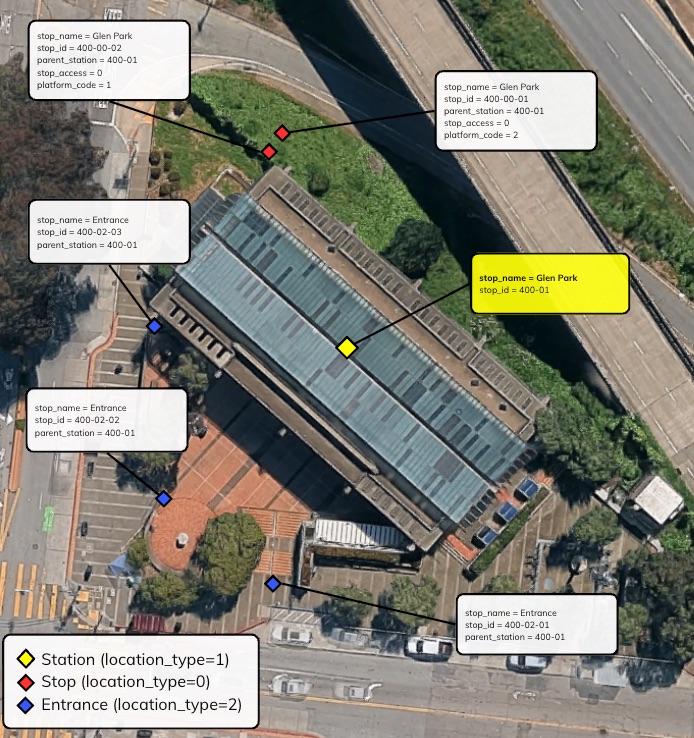 stop_name = Glen Park
stop_id = 400-00-02
parent_station = 400-01
stop_access = 0
platform_code = 1
stop_name = Glen Park
stop_id = 400-00-01
parent_station = 400-01
stop_access = 0
platform_code = 2
stop_name = Entrance
stop_id = 400-02-03
parent_station = 400-01
stop_name = Glen Park
stop_id = 400-01
stop_name = Entrance
stop_id = 400-02-02
parent_station = 400-01
stop_name = Entrance
stop_id = 400-02-01
parent_station = 400-01
Station (location_type=1)
Stop (location_type=0)
Entrance (location_type=2)